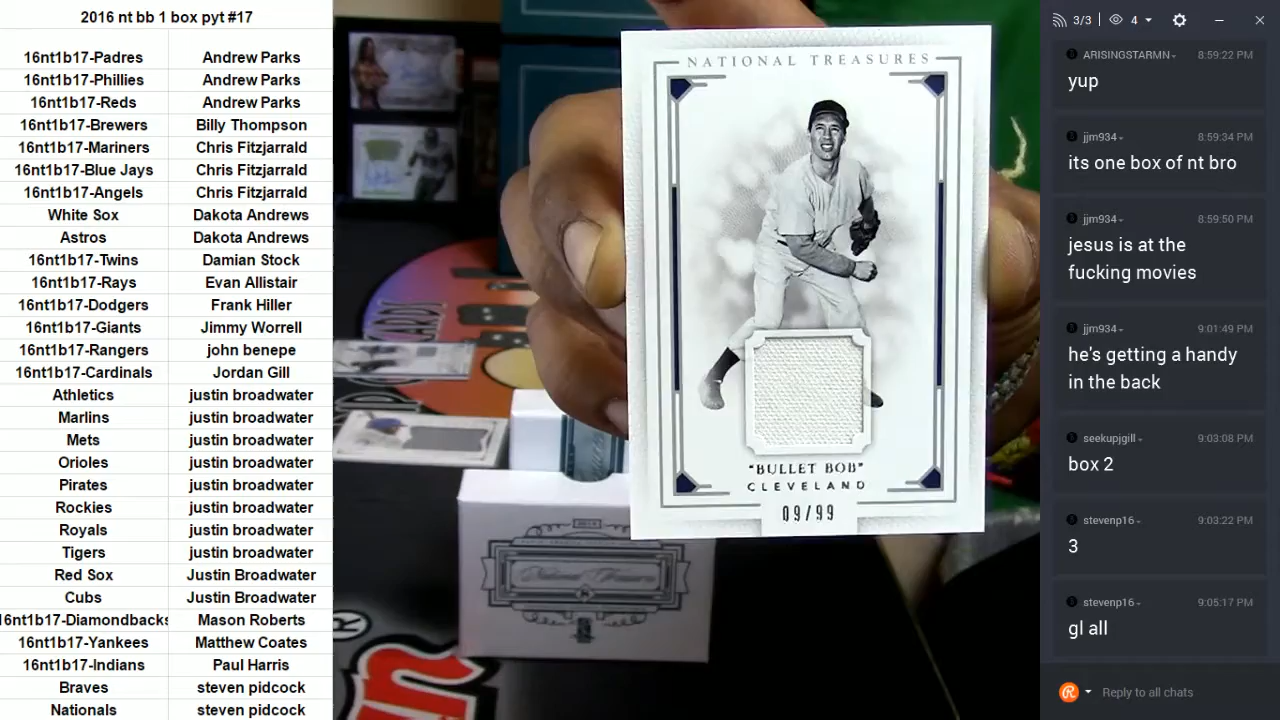 2016 nt bb 1 box pyt #17
16nt1b17-Padres Andrew Parks
16nt1b17-Phillies Andrew Parks
16nt1b17-Reds Andrew Parks
16nt1b17-Brewers Billy Thompson
16nt1b17-Mariners Chris Fitzjarrald
16nt1b17-Blue Jays Chris Fitzjarrald
16nt1b17-Angels Chris Fitzjarrald
White Sox Dakota Andrews
Astros Dakota Andrews
16nt1b17-Twins Damian Stock
16nt1b17-Rays Evan Allistair
16nt1b17-Dodgers Frank Hiller
16nt1b17-Giants Jimmy Worrell
16nt1b17-Rangers john benepe
16nt1b17-Cardinals Jordan Gill
Athletics justin broadwater
Marlins justin broadwater
Mets justin broadwater
Orioles justin broadwater
Pirates justin broadwater
Rockies justin broadwater
Royals justin broadwater
Tigers justin broadwater
Red Sox Justin Broadwater
Cubs Justin Broadwater
16nt1b17-Diamondbacks Mason Roberts
16nt1b17-Yankees Matthew Coates
16nt1b17-Indians Paul Harris
Braves steven pidcock
Nationals steven pidcock
NATIONAL TREASURES
"BULLET BOB"
CLEVELAND
09/99
National Treasures
3/3 4
ARISINGSTARMN 8:59:22 PM
yup
jjm934 8:59:34 PM
its one box of nt bro
jjm934 8:59:50 PM
jesus is at the
fucking movies
jjm934 9:01:49 PM
he's getting a handy
in the back
seekupjgill 9:03:08 PM
box 2
stevenp16 9:03:22 PM
3
stevenp16 9:05:17 PM
gl all
Reply to all chats